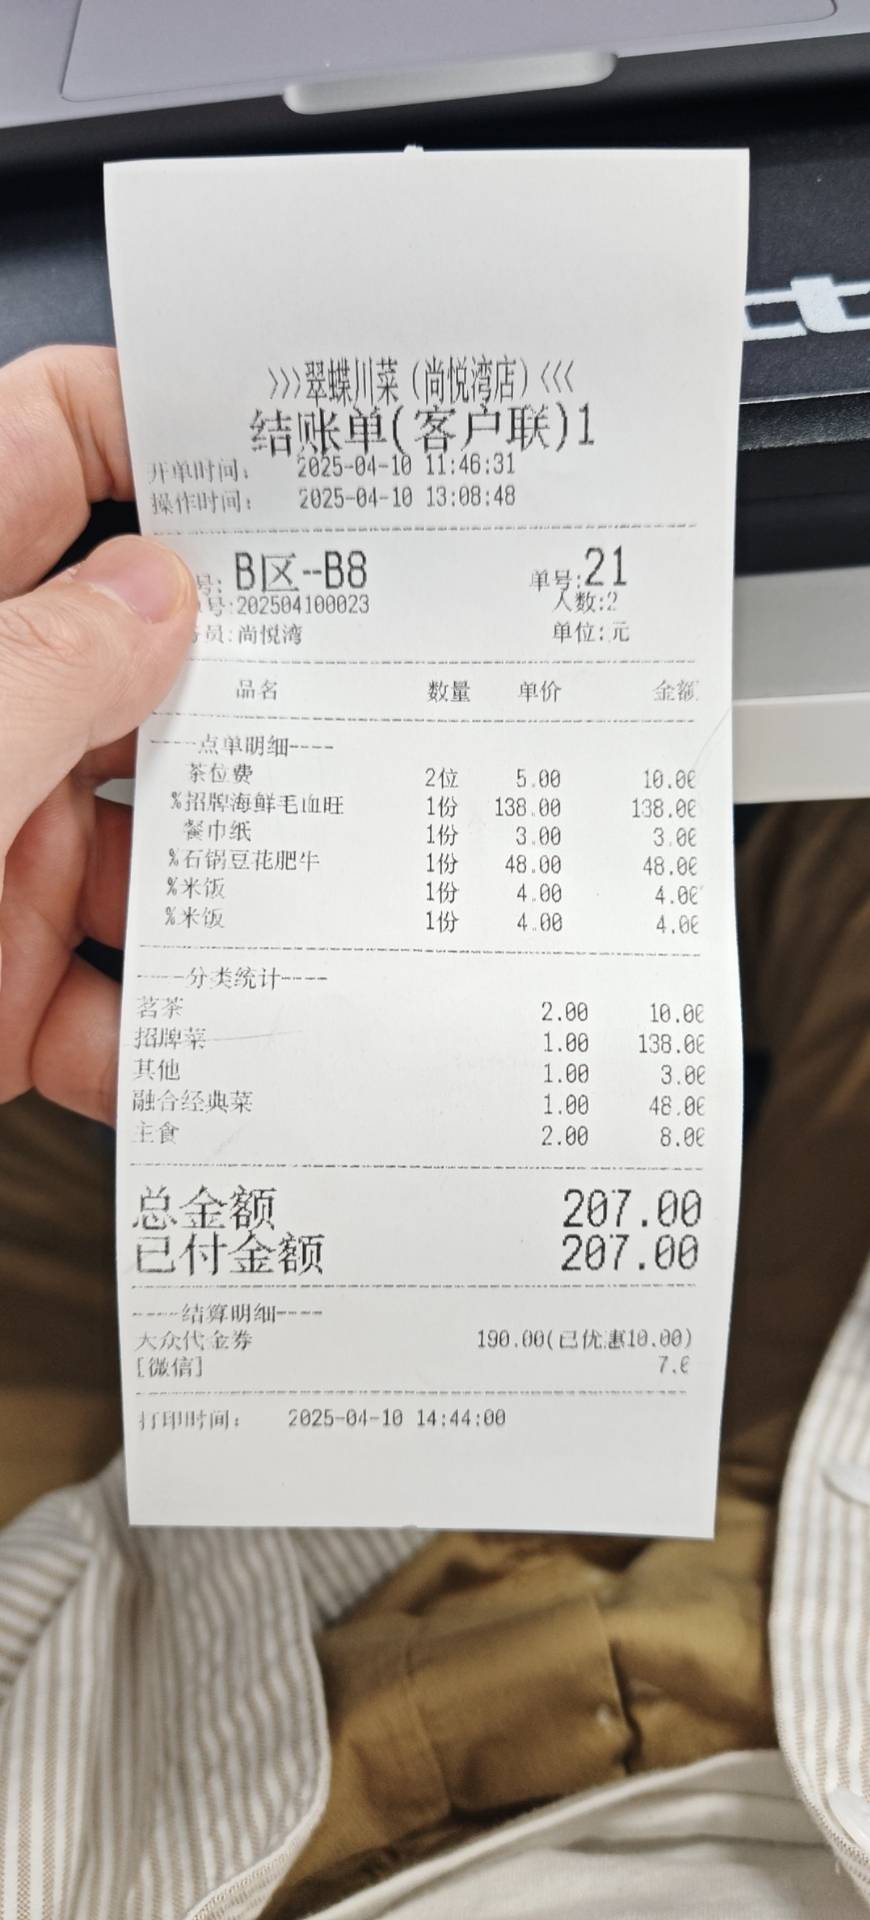 >>>翠蝶川菜(尚悦湾店)<<<
结账单(客户联)1
开单时间: 2025-04-10 11:46:31
操作时间: 2025-04-10 13:08:48
号: B区--B8 单号:21
号:202504100023 人数:2
员:尚悦湾 单位:元
品名 数量 单价 金额
----点单明细----
茶位费 2位 5.00 10.00
%招牌海鲜毛血旺 1份 138.00 138.00
餐巾纸 1份 3.00 3.00
%石锅豆花肥牛 1份 48.00 48.00
%米饭 1份 4.00 4.00
%米饭 1份 4.00 4.00
----分类统计----
茗茶 2.00 10.00
招牌菜 1.00 138.00
其他 1.00 3.00
融合经典菜 1.00 48.00
主食 2.00 8.00
总金额 207.00
已付金额 207.00
----结算明细----
大众代金券 190.00(已优惠10.00)
[微信] 7.0
打印时间: 2025-04-10 14:44:00